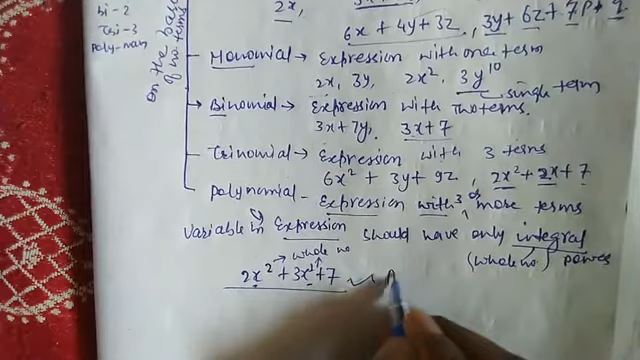 2x,
bi - 2
Tri - 3
Poly - many
on the basis of no. terms
6x + 4y + 3z , 3y + 6z + 7p + q
Monomial → Expression with one term
2x, 3y, 2x², 3y¹⁰ single term
Binomial → Expression with two terms.
3x + 7y, 3x + 7
Trinomial → Expression with 3 terms
6x² + 3y + 9z , 2x² + 2x + 7
Polynomial - Expression with 3 or more terms
Variable in Expression should have only integral
(whole no) powers
→ whole no
2x² + 3x¹ + 7